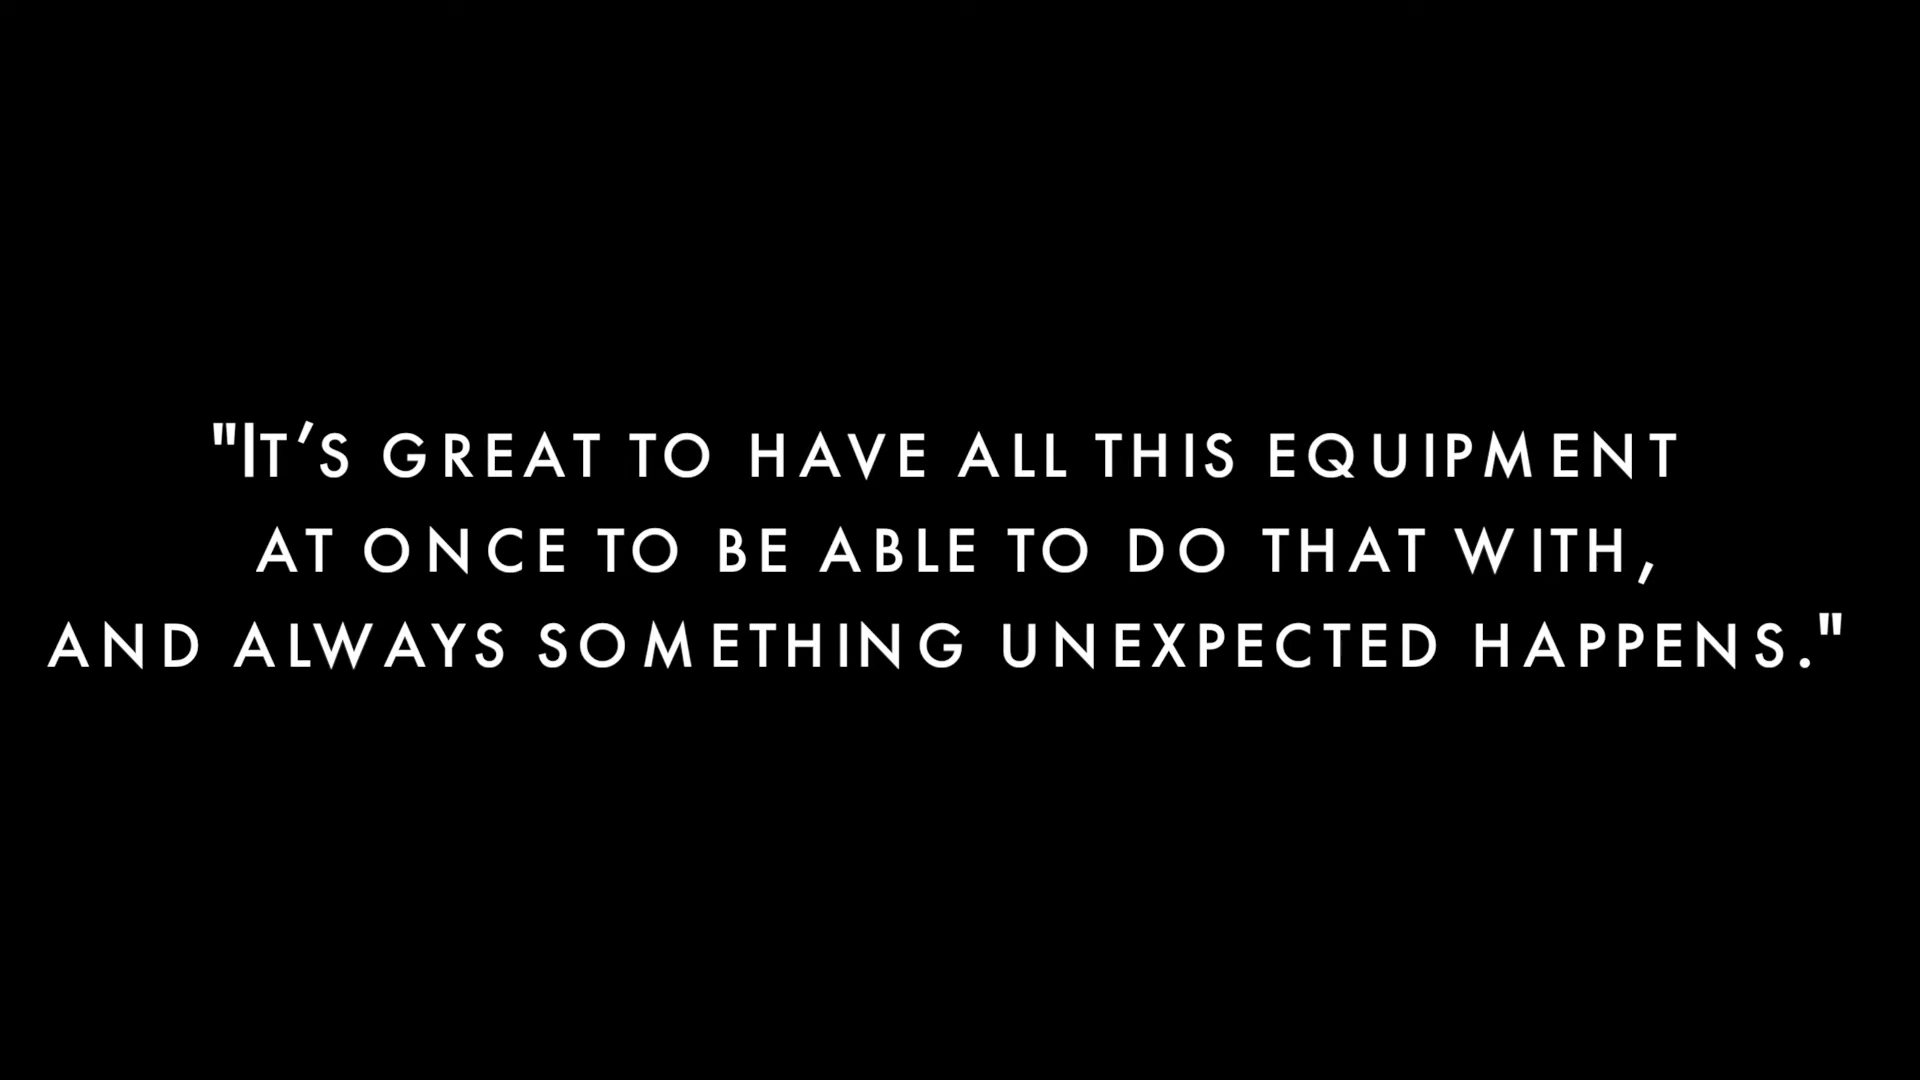 "It’s great to have all this equipment
at once to be able to do that with,
and always something unexpected happens."